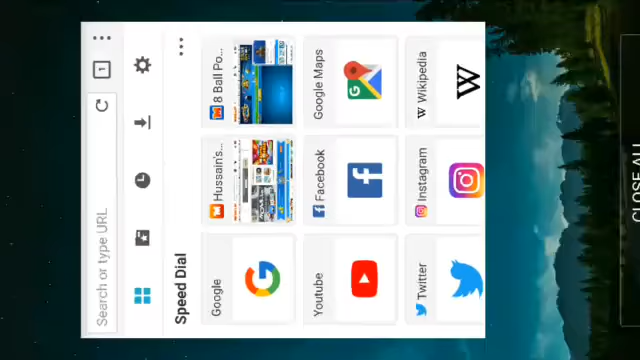 Search or type URL
1
Speed Dial
Google
Hussain's...
8 Ball Po...
Youtube
Facebook
Google Maps
Twitter
Instagram
Wikipedia
CLOSE ALL